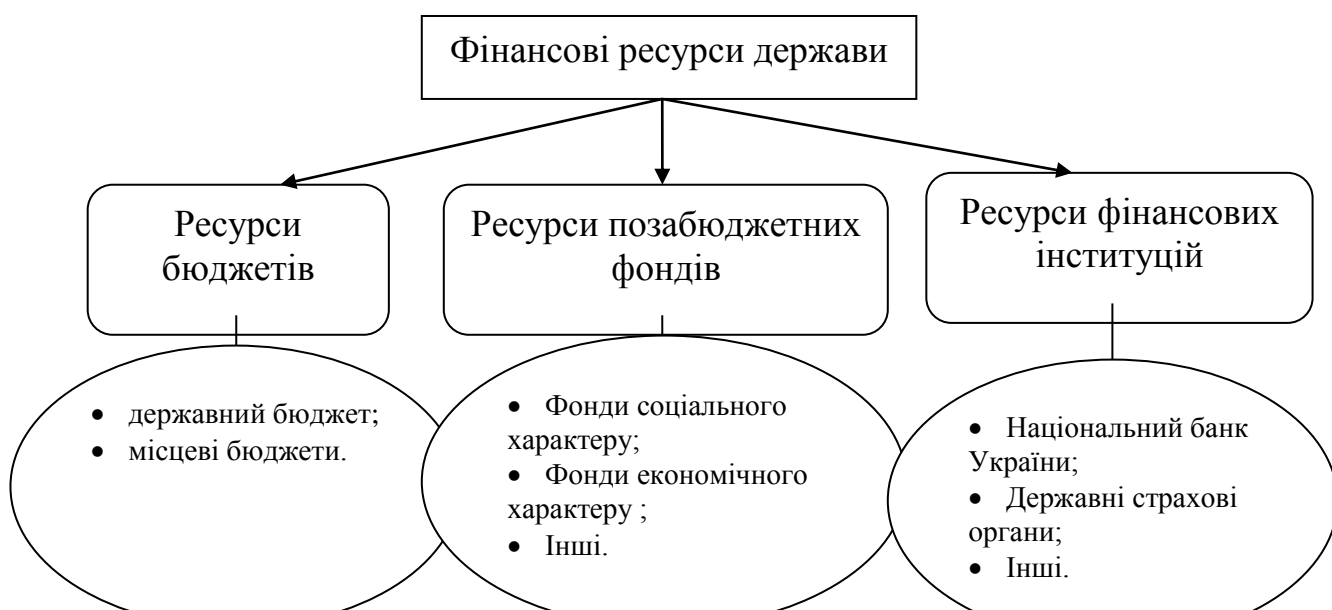 Фінансові ресурси держави
Ресурси
бюджетів
Ресурси позабюджетних
фондів
Ресурси фінансових
інституцій
• державний бюджет;
• місцеві бюджети.
• Фонди соціального
характеру;
• Фонди економічного
характеру ;
• Інші.
• Національний банк
України;
• Державні страхові
органи;
• Інші.